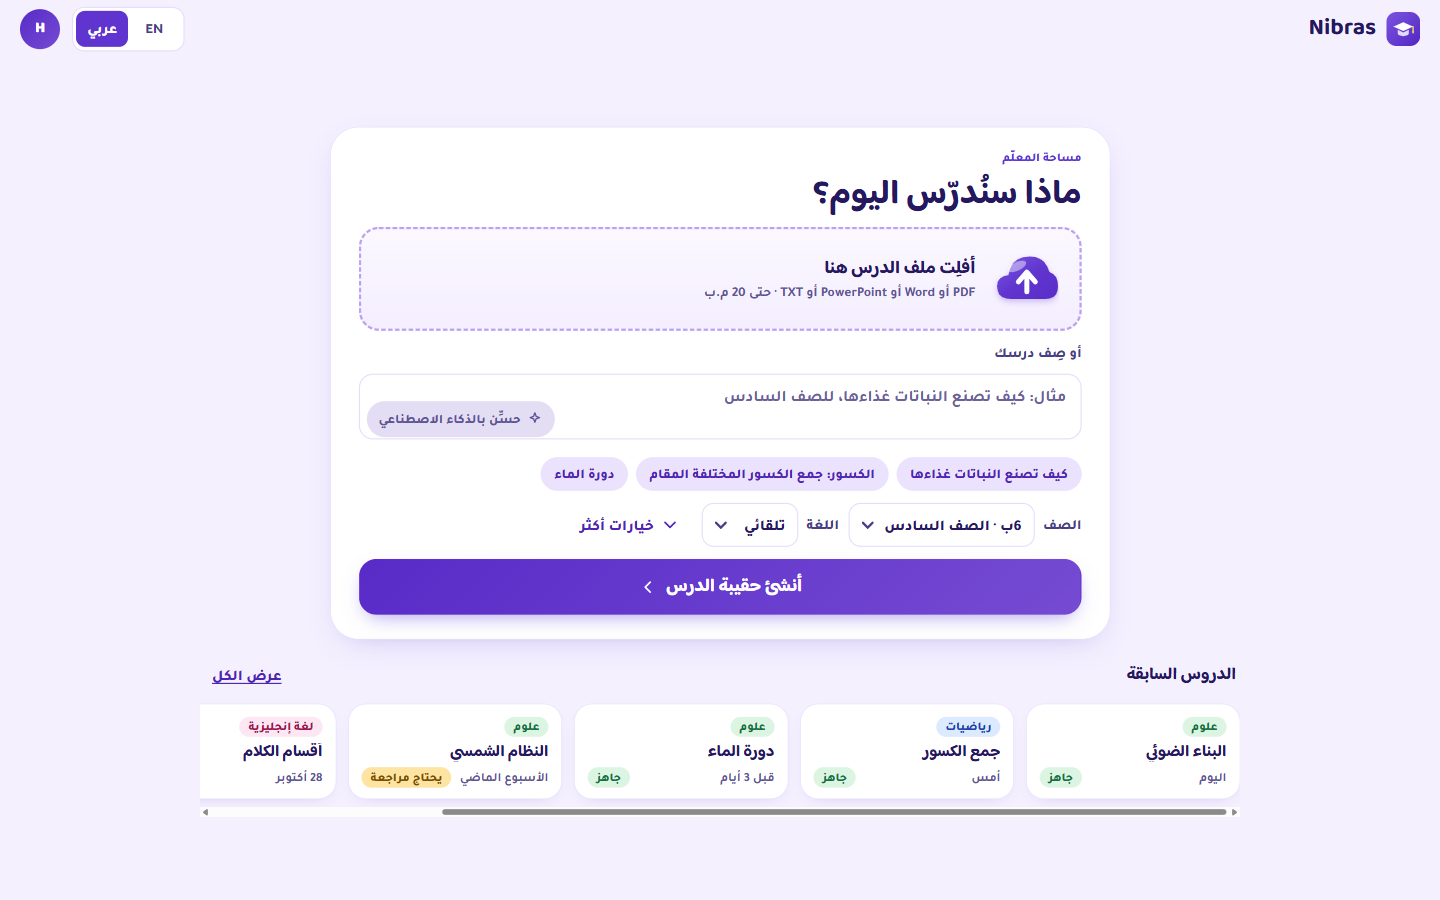 Nibras
EN
عربي
H
مساحة المعلّم
ماذا سنُدرّس اليوم؟
أفلِت ملف الدرس هنا
PDF أو Word أو PowerPoint أو TXT · حتى 20 م.ب
أو صِف درسك
مثال: كيف تصنع النباتات غذاءها، للصف السادس
حسِّن بالذكاء الاصطناعي
كيف تصنع النباتات غذاءها
الكسور: جمع الكسور المختلفة المقام
دورة الماء
الصف
6ب · الصف السادس
اللغة
تلقائي
خيارات أكثر
أنشئ حقيبة الدرس
الدروس السابقة
عرض الكل
علوم
البناء الضوئي
اليوم
جاهز
رياضيات
جمع الكسور
أمس
جاهز
علوم
دورة الماء
قبل 3 أيام
جاهز
علوم
النظام الشمسي
الأسبوع الماضي
يحتاج مراجعة
لغة إنجليزية
أقسام الكلام
28 أكتوبر